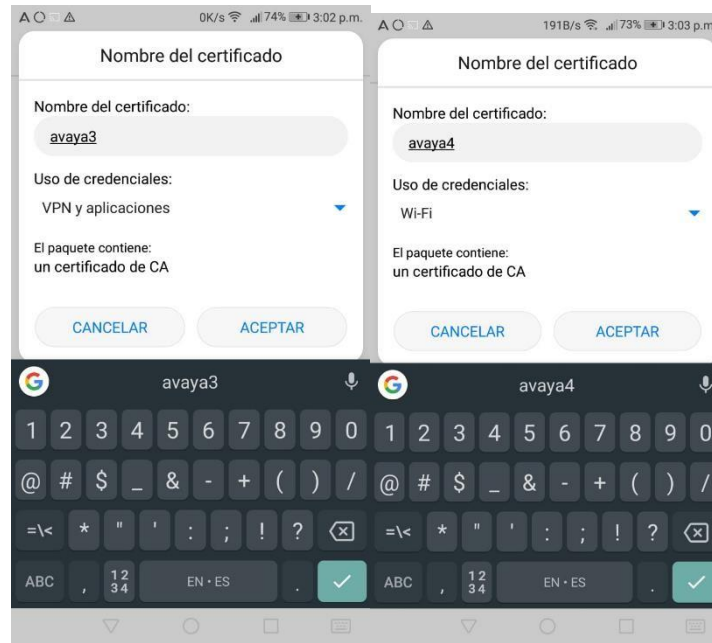 0K/s 74% 3:02 p.m.
Nombre del certificado
Nombre del certificado:
avaya3
Uso de credenciales:
VPN y aplicaciones
El paquete contiene:
un certificado de CA
CANCELAR ACEPTAR
avaya3
1 2 3 4 5 6 7 8 9 0
@ # $ _ & - + ( ) /
=\< * " ' : ; ! ?
ABC , 12 34 EN • ES .
191B/s 73% 3:03 p.m
Nombre del certificado
Nombre del certificado:
avaya4
Uso de credenciales:
Wi-Fi
El paquete contiene:
un certificado de CA
CANCELAR ACEPTAR
avaya4
1 2 3 4 5 6 7 8 9 0
@ # $ _ & - + ( ) /
=\< * " ' : ; ! ?
ABC , 12 34 EN • ES .